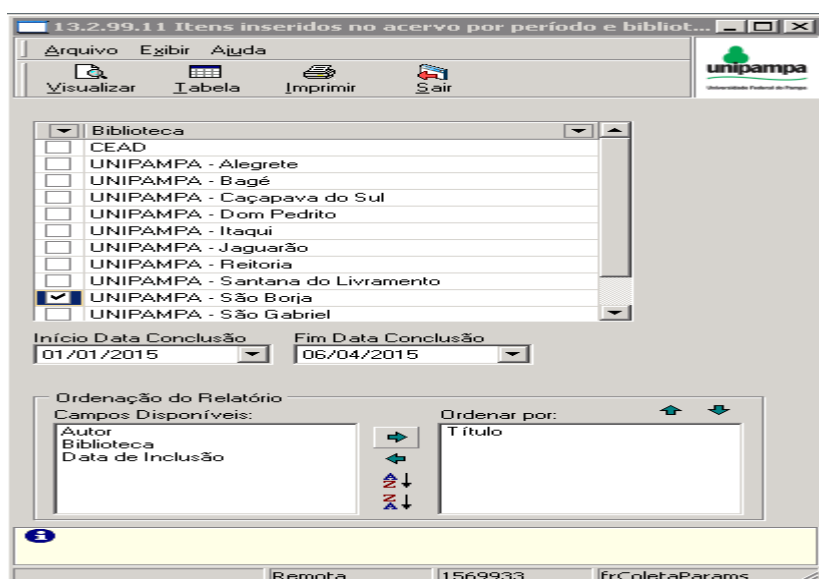 13.2.99.11 Itens inseridos no acervo por período e bibliot...
Arquivo Exibir Ajuda
Visualizar Tabela Imprimir Sair
unipampa
Universidade Federal do Pampa
Biblioteca
CEAD
UNIPAMPA - Alegrete
UNIPAMPA - Bagé
UNIPAMPA - Caçapava do Sul
UNIPAMPA - Dom Pedrito
UNIPAMPA - Itaqui
UNIPAMPA - Jaguarão
UNIPAMPA - Reitoria
UNIPAMPA - Santana do Livramento
UNIPAMPA - São Borja
UNIPAMPA - São Gabriel
Início Data Conclusão Fim Data Conclusão
01/01/2015 06/04/2015
Ordenação do Relatório
Campos Disponíveis: Ordenar por:
Autor Título
Biblioteca
Data de Inclusão
A
Z
Z
A
Remota 1569933 frColetaParams